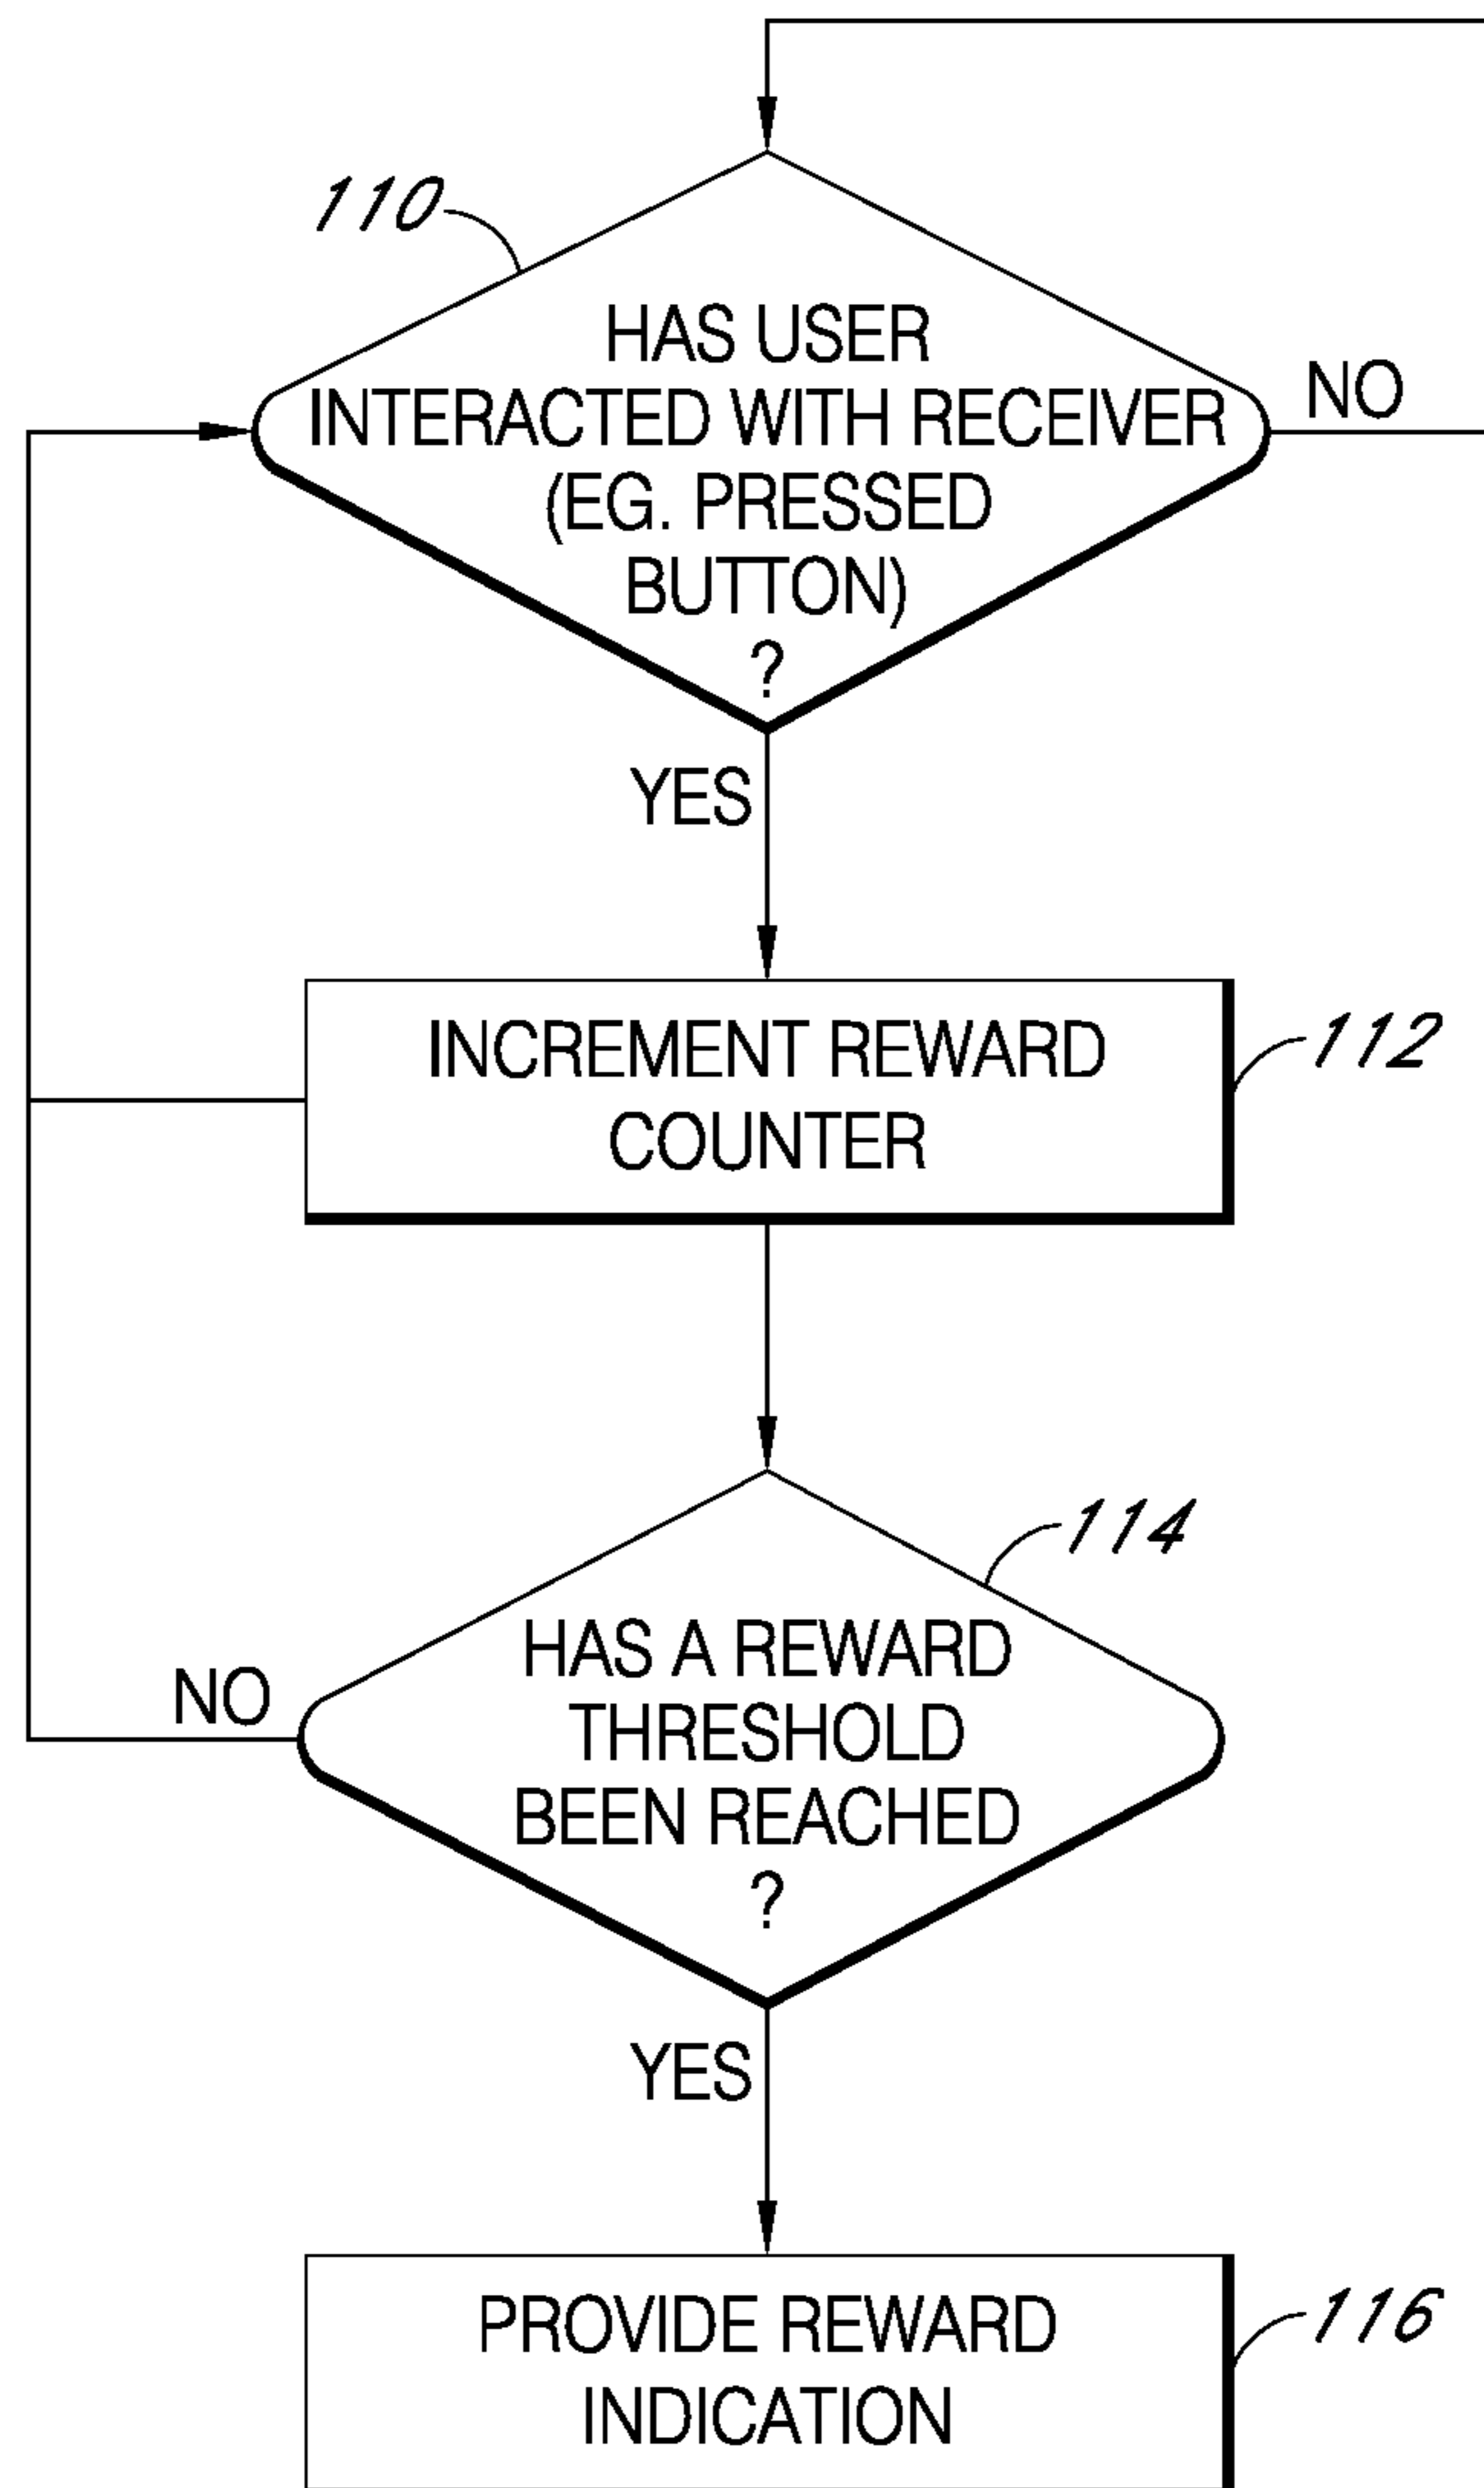 110
HAS USER
INTERACTED WITH RECEIVER
(EG. PRESSED
BUTTON)
?
NO
YES
INCREMENT REWARD
COUNTER
112
114
HAS A REWARD
THRESHOLD
BEEN REACHED
?
NO
YES
PROVIDE REWARD
INDICATION
116